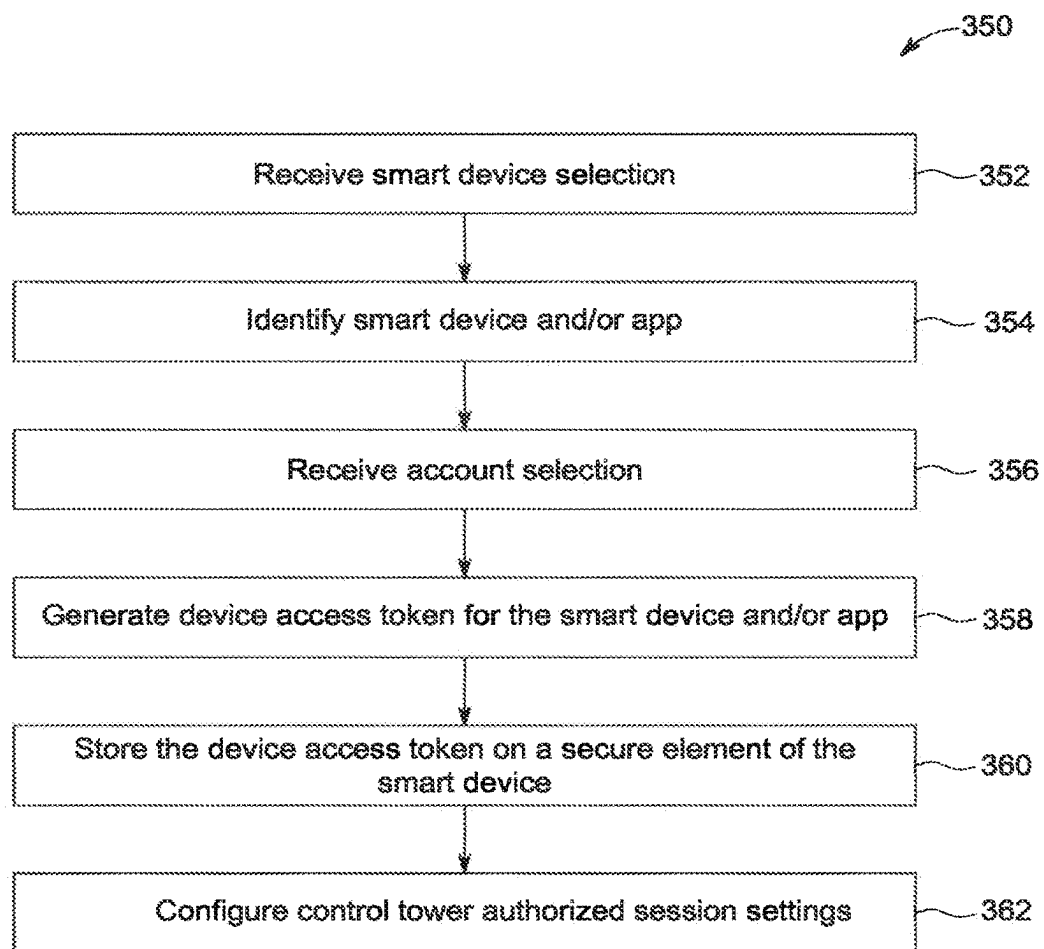 350
Receive smart device selection
352
Identify smart device and/or app
354
Receive account selection
356
Generate device access token for the smart device and/or app
358
Store the device access token on a secure element of the
smart device
360
Configure control tower authorized session settings
362